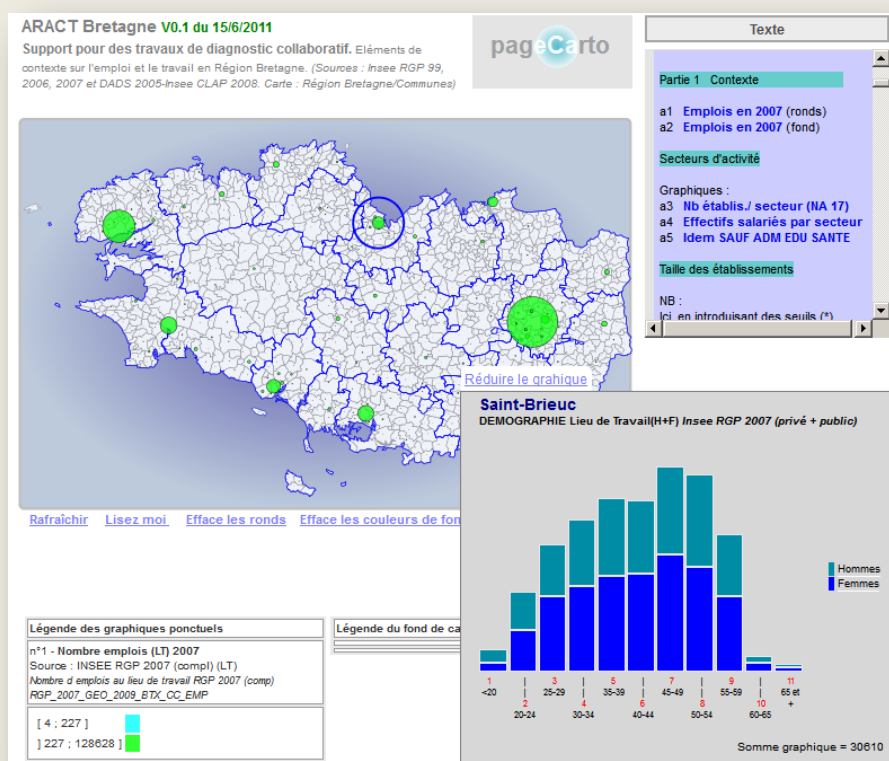 ARACT Bretagne V0.1 du 15/6/2011
Support pour des travaux de diagnostic collaboratif. Eléments de
contexte sur l'emploi et le travail en Région Bretagne. (Sources : Insee RGP 99,
2006, 2007 et DADS 2005-Insee CLAP 2008. Carte : Région Bretagne/Communes)
pageCarto
Texte
Partie 1 Contexte
a1 Emplois en 2007 (ronds)
a2 Emplois en 2007 (fond)
Secteurs d'activité
Graphiques :
a3 Nb établis./ secteur (NA 17)
a4 Effectifs salariés par secteur
a5 Idem SAUF ADM EDU SANTE
Taille des établissements
NB :
Ici, en introduisant des seuils (*)
Réduire le grahique
Rafraîchir Lisez moi Efface les ronds Efface les couleurs de fon
Saint-Brieuc
DEMOGRAPHIE Lieu de Travail(H+F) Insee RGP 2007 (privé + public)
Hommes
Femmes
1 3 5 7 9 11
<20 25-29 35-39 45-49 55-59 65 et
2 4 6 8 10 +
20-24 30-34 40-44 50-54 60-65
Somme graphique = 30610
Légende des graphiques ponctuels
n°1 - Nombre emplois (LT) 2007
Source : INSEE RGP 2007 (compl) (LT)
Nombre d emplois au lieu de travail RGP 2007 (comp)
RGP_2007_GEO_2009_BTX_CC_EMP
[ 4 ; 227 ]
] 227 ; 128628 ]
Légende du fond de ca